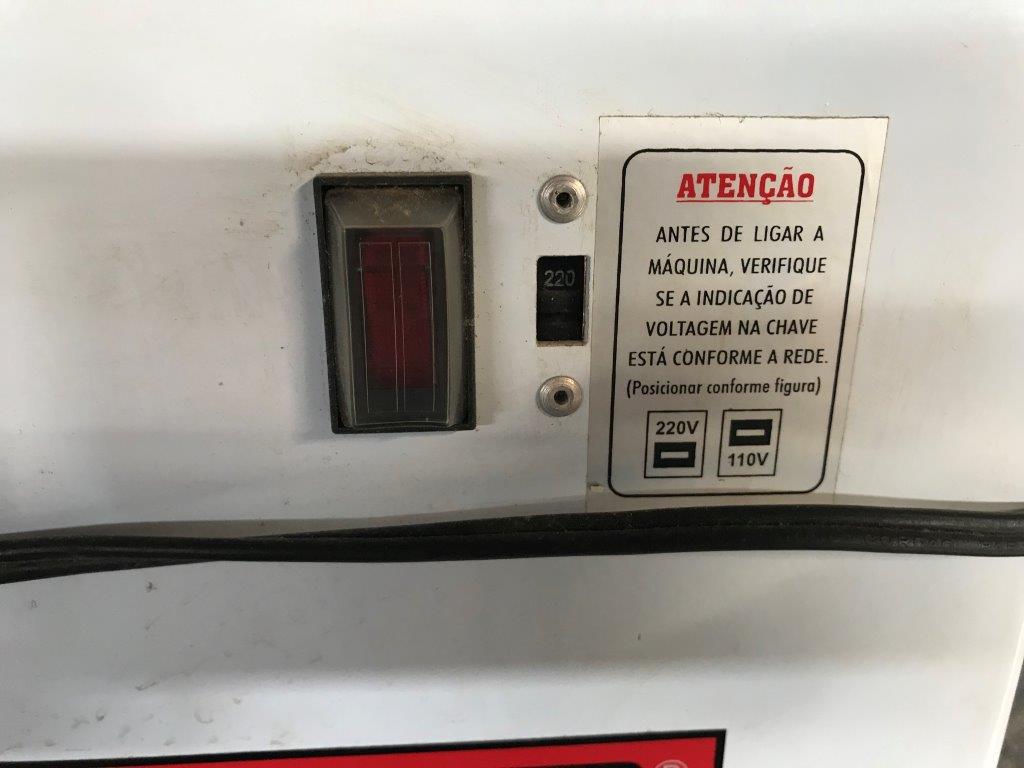 220
ATENÇÃO
ANTES DE LIGAR A
MÁQUINA, VERIFIQUE
SE A INDICAÇÃO DE
VOLTAGEM NA CHAVE
ESTÁ CONFORME A REDE.
(Posicionar conforme figura)
220V
110V
®